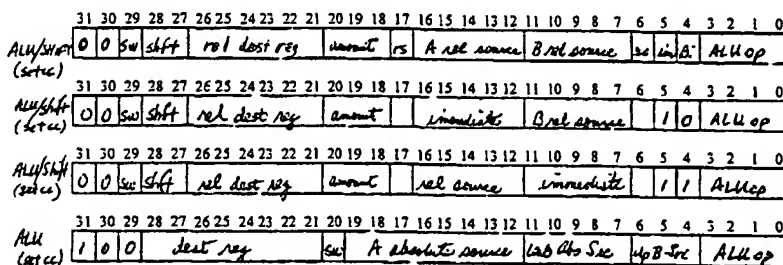 31 30 29 28 27 26 25 24 23 22 21 20 19 18 17 16 15 14 13 12 11 10 9 8 7 6 5 4 3 2 1 0
ALU/Shift 0 0 sw shft rel dest reg amount rs A rel source B rel source sc im Bi ALU op
(setcc)
31 30 29 28 27 26 25 24 23 22 21 20 19 18 17 16 15 14 13 12 11 10 9 8 7 6 5 4 3 2 1 0
ALU/shft 0 0 sw shft rel dest reg amount immediate B rel source 1 0 ALU op
(setcc)
31 30 29 28 27 26 25 24 23 22 21 20 19 18 17 16 15 14 13 12 11 10 9 8 7 6 5 4 3 2 1 0
ALU/Shft 0 0 sw shft rel dest reg amount rel source immediate 1 1 ALU op
(setcc)
31 30 29 28 27 26 25 24 23 22 21 20 19 18 17 16 15 14 13 12 11 10 9 8 7 6 5 4 3 2 1 0
ALU 1 0 0 dest reg A absolute source Abs Src B-Src ALU op
(setcc)